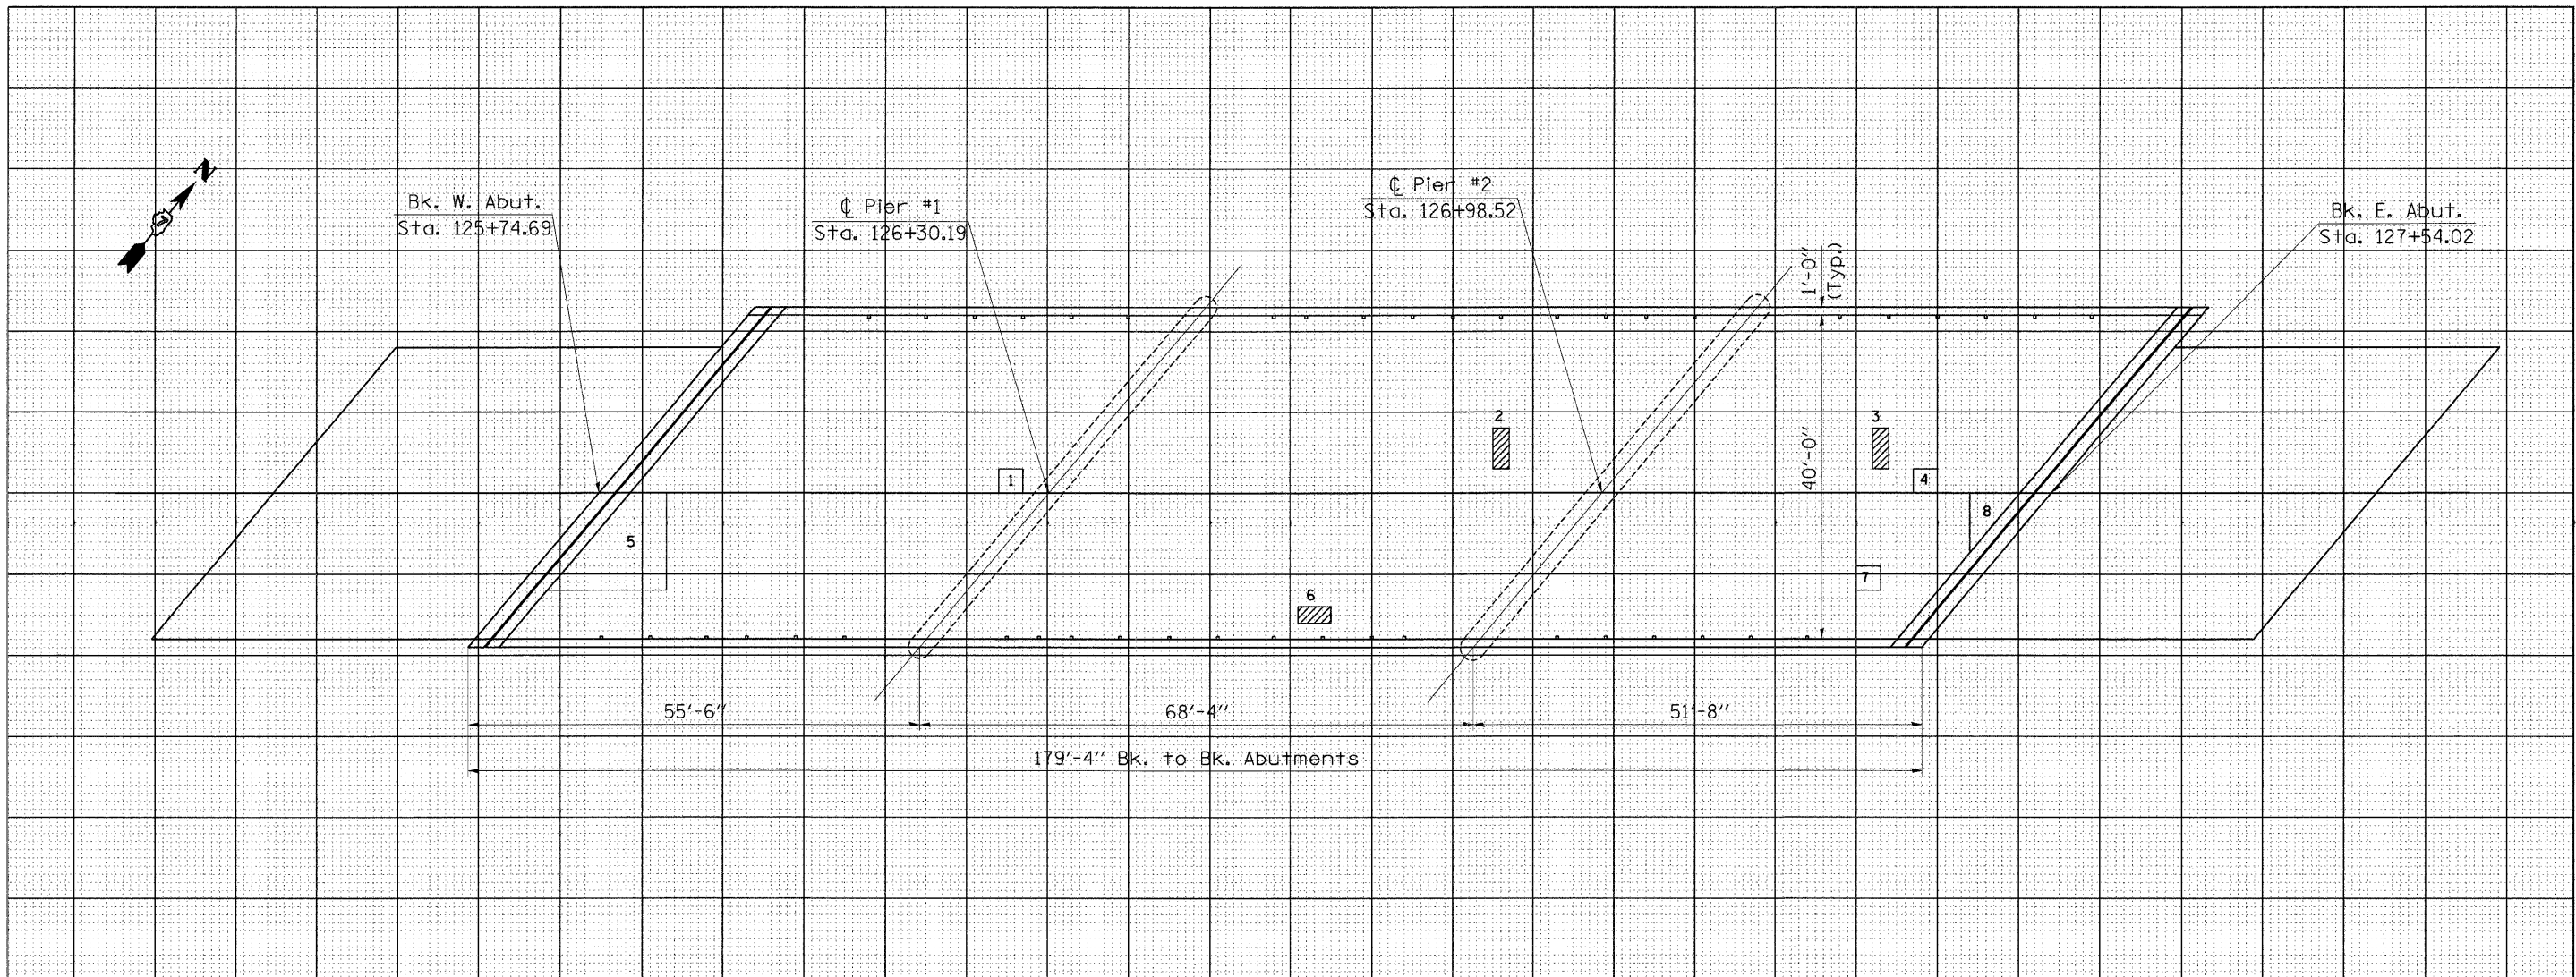 N
Bk. W. Abut.
Sta. 125+74.69
℄ Pier #1
Sta. 126+30.19
℄ Pier #2
Sta. 126+98.52
Bk. E. Abut.
Sta. 127+54.02
1'-0"
(Typ.)
40'-0"
1
2
3
4
5
6
7
8
55'-6"
68'-4"
51'-8"
179'-4" Bk. to Bk. Abutments